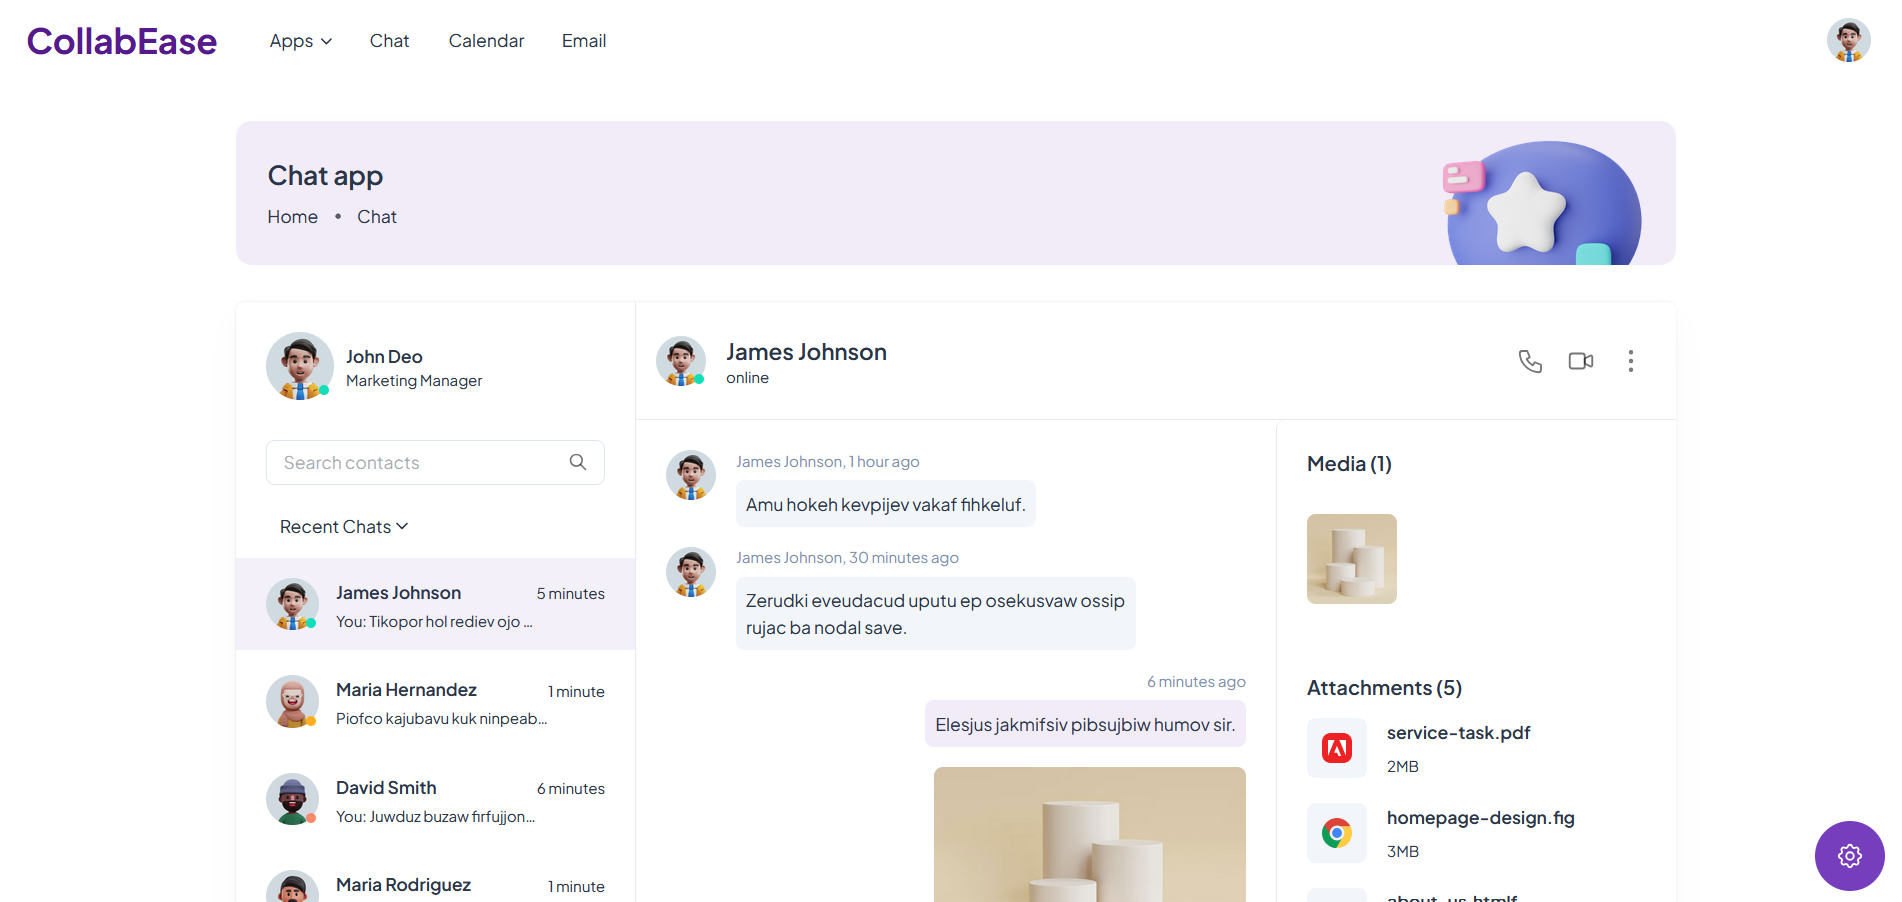 CollabEase
Apps
Chat
Calendar
Email
Chat app
Home • Chat
John Deo
Marketing Manager
Search contacts
Recent Chats
James Johnson
5 minutes
You: Tikopor hol rediev ojo ...
Maria Hernandez
1 minute
Piofco kajubavu kuk ninpeab...
David Smith
6 minutes
You: Juwduz buzaw firfujjon...
Maria Rodriguez
1 minute
James Johnson
online
James Johnson, 1 hour ago
Amu hokeh kevpijev vakaf fihkeluf.
James Johnson, 30 minutes ago
Zerudki eveudacud uputu ep osekusvaw ossip
rujac ba nodal save.
6 minutes ago
Elesjus jakmifsiv pibsujbiw humov sir.
Media (1)
Attachments (5)
service-task.pdf
2MB
homepage-design.fig
3MB